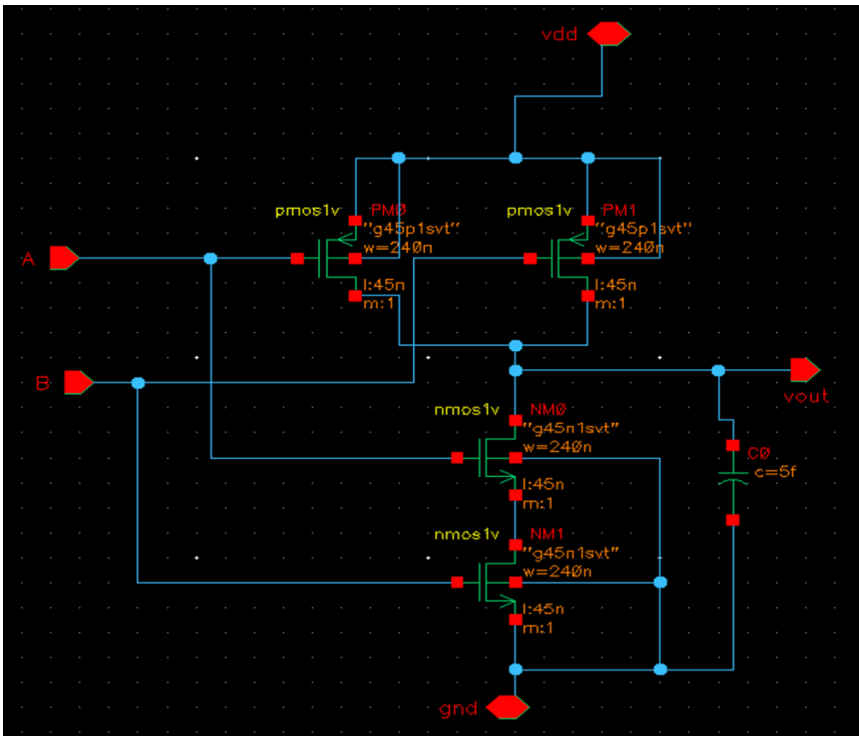 vdd
pmos1v PM0
"g45p1svt"
w=240n
l:45n
m:1
pmos1v PM1
"g45p1svt"
w=240n
l:45n
m:1
A
B
vout
nmos1v NM0
"g45n1svt"
w=240n
l:45n
m:1
C0
c=5f
nmos1v NM1
"g45n1svt"
w=240n
l:45n
m:1
gnd